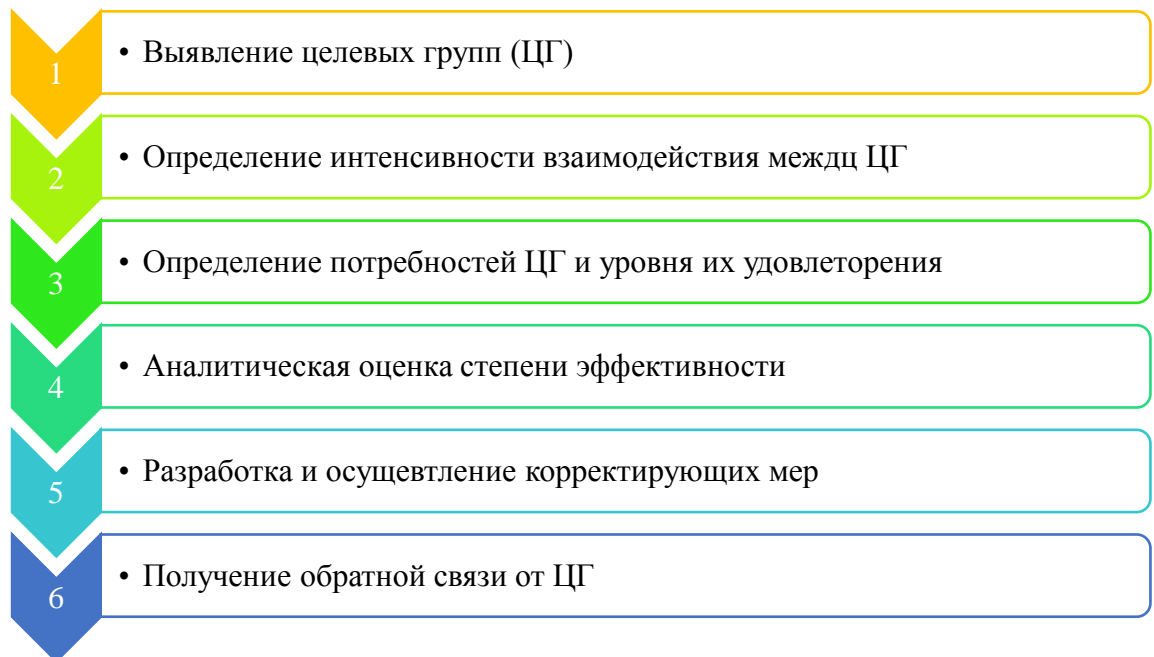 1
• Выявление целевых групп (ЦГ)
2
• Определение интенсивности взаимодействия междц ЦГ
3
• Определение потребностей ЦГ и уровня их удовлеторения
4
• Аналитическая оценка степени эффективности
5
• Разработка и осущевтление корректирующих мер
6
• Получение обратной связи от ЦГ